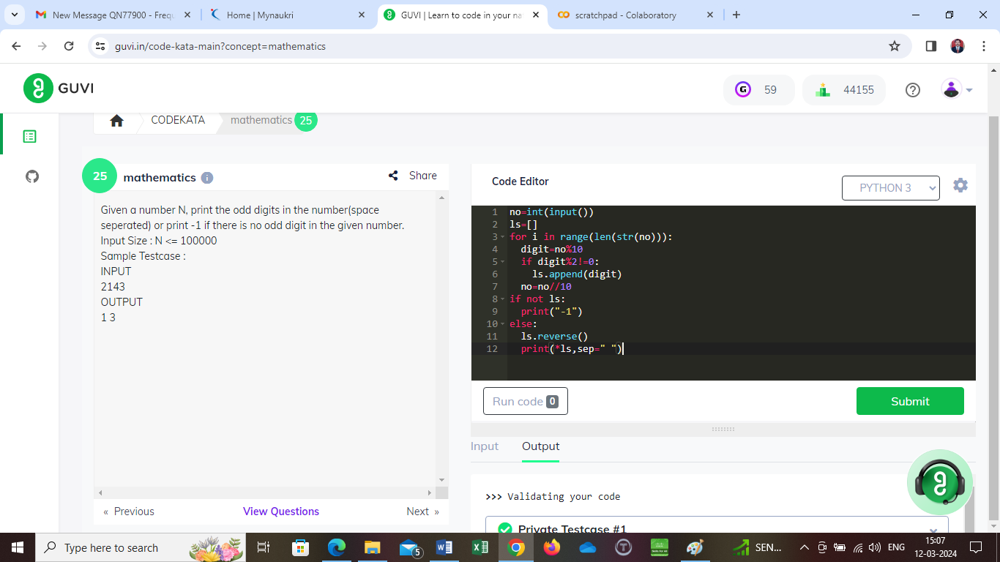 New Message QN77900 - Frequ
Home | Mynaukri
GUVI | Learn to code in your na
scratchpad - Colaboratory
guvi.in/code-kata-main?concept=mathematics
GUVI
59
44155
CODEKATA
mathematics 25
25 mathematics
Share
Given a number N, print the odd digits in the number(space
seperated) or print -1 if there is no odd digit in the given number.
Input Size : N <= 100000
Sample Testcase :
INPUT
2143
OUTPUT
1 3
« Previous
View Questions
Next »
Code Editor
PYTHON 3
1 no=int(input())
2 ls=[]
3 for i in range(len(str(no))):
4   digit=no%10
5   if digit%2!=0:
6     ls.append(digit)
7   no=no//10
8 if not ls:
9   print("-1")
10 else:
11   ls.reverse()
12   print(*ls,sep=" ")
Run code 0
Submit
Input
Output
>>> Validating your code
Private Testcase #1
Type here to search
5
SEN...
ENG
15:07
12-03-2024